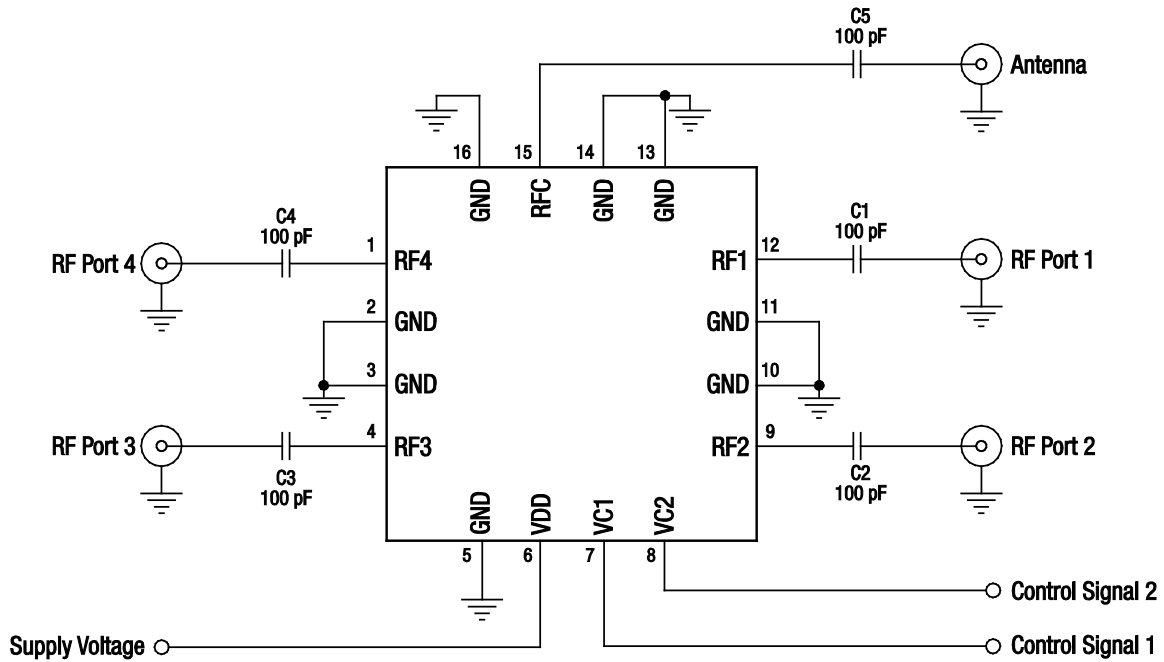 C5
100 pF
Antenna
16
15
14
13
GND
RFC
GND
GND
C4
100 pF
C1
100 pF
RF Port 4
1
RF4
RF1
12
RF Port 1
2
GND
GND
11
3
GND
GND
10
RF Port 3
4
RF3
RF2
9
RF Port 2
C3
100 pF
C2
100 pF
GND
VDD
VC1
VC2
5
6
7
8
Control Signal 2
Supply Voltage
Control Signal 1